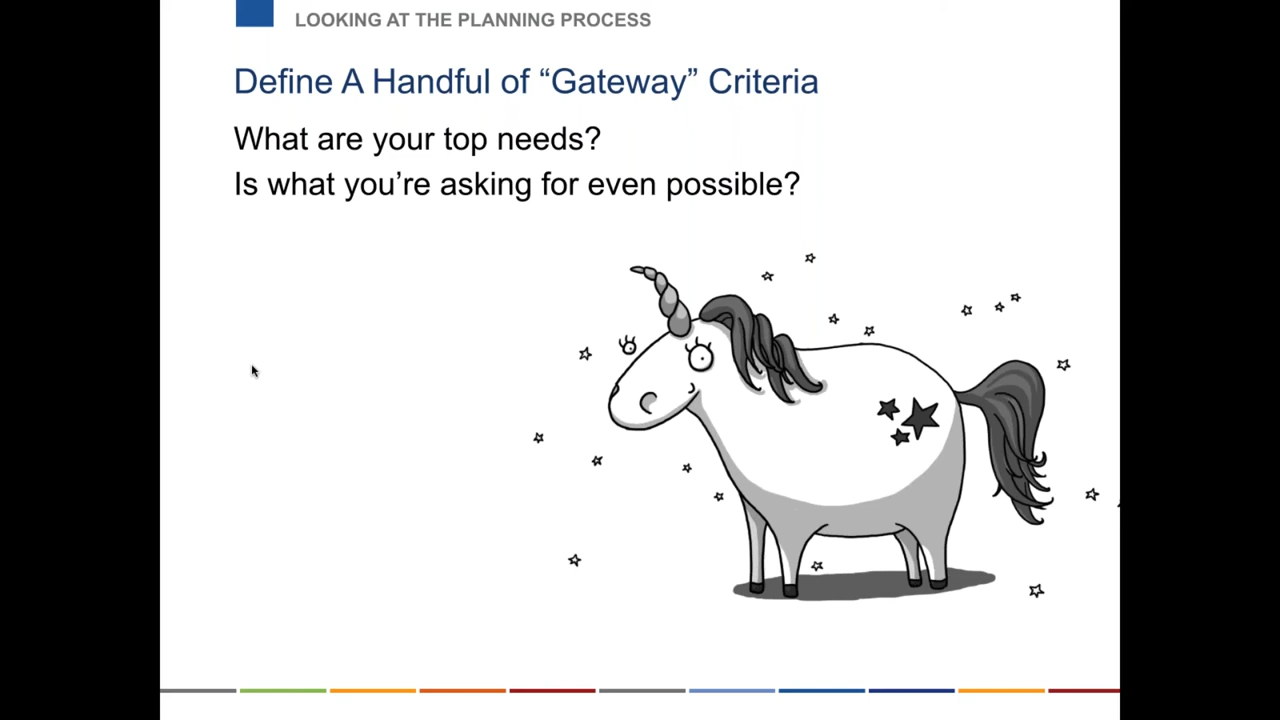 LOOKING AT THE PLANNING PROCESS
Define A Handful of “Gateway” Criteria
What are your top needs?
Is what you’re asking for even possible?